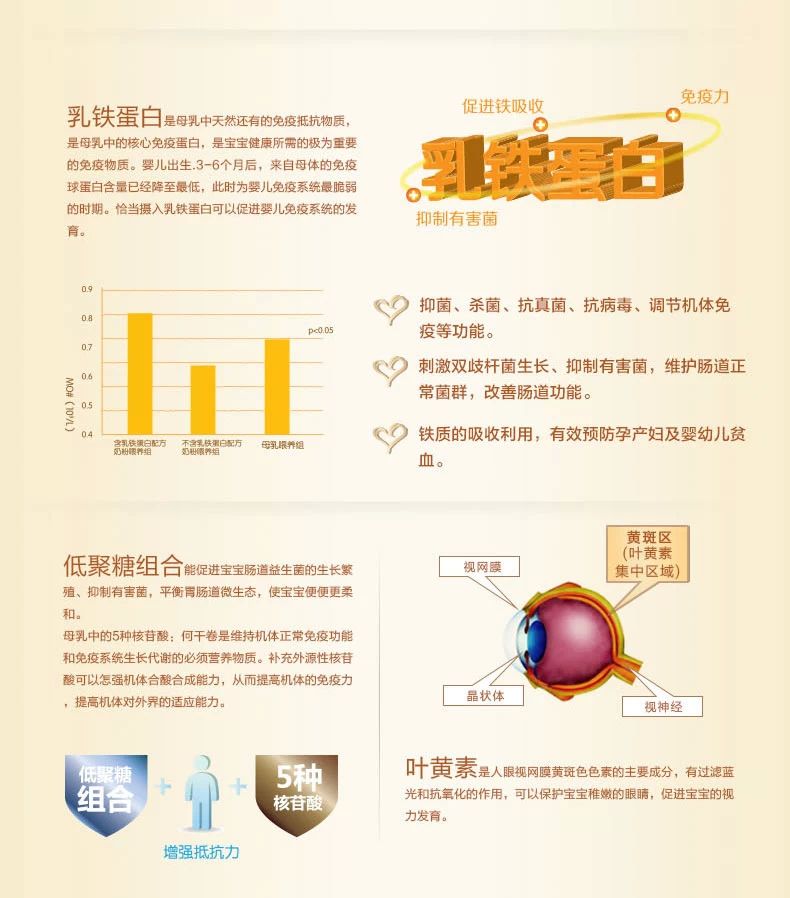 乳铁蛋白是母乳中天然还有的免疫抵抗物质，
是母乳中的核心免疫蛋白，是宝宝健康所需的极为重要
的免疫物质。婴儿出生.3-6个月后，来自母体的免疫
球蛋白含量已经降至最低，此时为婴儿免疫系统最脆弱
的时期。恰当摄入乳铁蛋白可以促进婴儿免疫系统的发
育。
促进铁吸收
免疫力
乳铁蛋白
抑制有害菌
0.9
0.8
0.7
0.6
0.5
0.4
MO#（10⁹/L）
p<0.05
含乳铁蛋白配方
奶粉喂养组
不含乳铁蛋白配方
奶粉喂养组
母乳喂养组
抑菌、杀菌、抗真菌、抗病毒、调节机体免
疫等功能。
刺激双歧杆菌生长、抑制有害菌，维护肠道正
常菌群，改善肠道功能。
铁质的吸收利用，有效预防孕产妇及婴幼儿贫
血。
低聚糖组合能促进宝宝肠道益生菌的生长繁
殖、抑制有害菌，平衡胃肠道微生态，使宝宝便便更柔
和。
母乳中的5种核苷酸；何干卷是维持机体正常免疫功能
和免疫系统生长代谢的必须营养物质。补充外源性核苷
酸可以怎强机体合酸合成能力，从而提高机体的免疫力
，提高机体对外界的适应能力。
低聚糖
组合
5种
核苷酸
增强抵抗力
视网膜
黄斑区
(叶黄素
集中区域)
晶状体
视神经
叶黄素是人眼视网膜黄斑色色素的主要成分，有过滤蓝
光和抗氧化的作用，可以保护宝宝稚嫩的眼睛，促进宝宝的视
力发育。